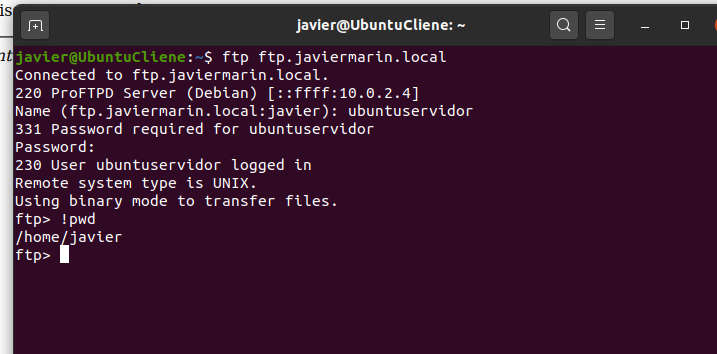 is
nt
javier@UbuntuCliene: ~
javier@UbuntuCliene:~$ ftp ftp.javiermarin.local
Connected to ftp.javiermarin.local.
220 ProFTPD Server (Debian) [::ffff:10.0.2.4]
Name (ftp.javiermarin.local:javier): ubuntuservidor
331 Password required for ubuntuservidor
Password:
230 User ubuntuservidor logged in
Remote system type is UNIX.
Using binary mode to transfer files.
ftp> !pwd
/home/javier
ftp>